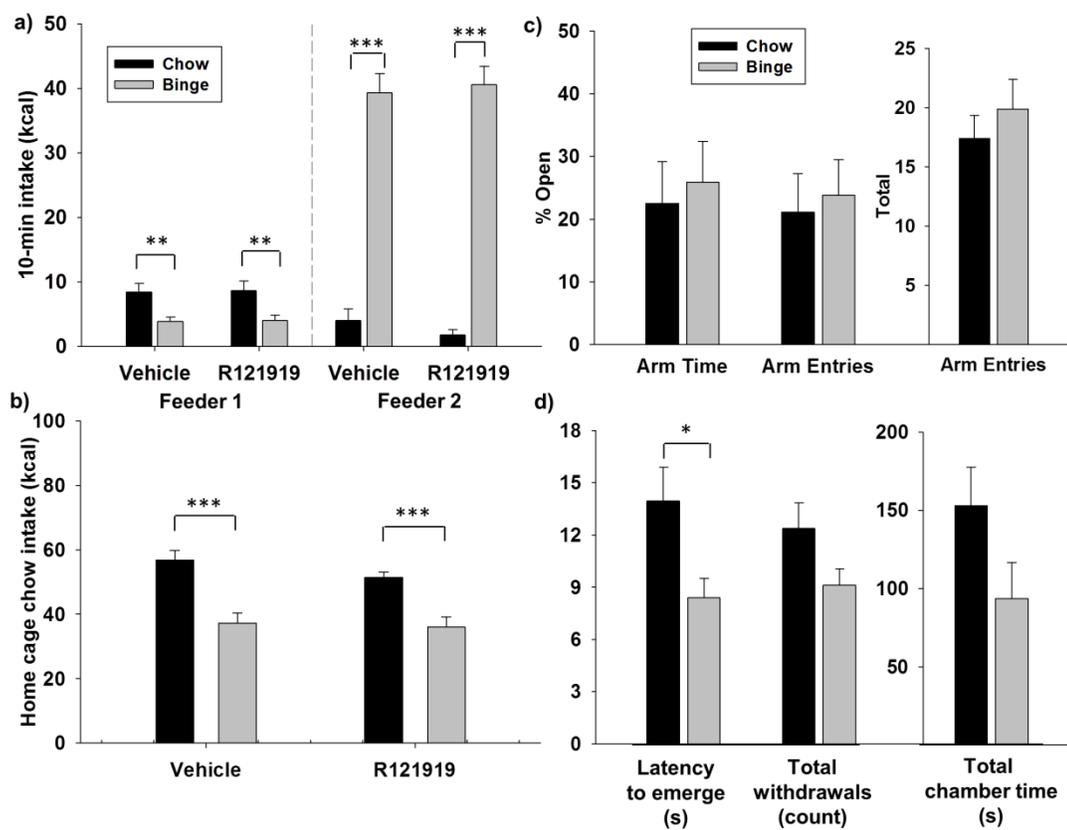 a)
50
40
30
20
10
0
10-min intake (kcal)
Chow
Binge
**
**
***
***
Vehicle R121919 Vehicle R121919
Feeder 1 Feeder 2
b)
100
80
60
40
20
0
Home cage chow intake (kcal)
***
***
Vehicle R121919
c)
50
40
30
20
10
0
% Open
Chow
Binge
Arm Time Arm Entries
25
20
15
10
5
Total
Arm Entries
d)
18
15
12
9
6
3
0
*
Latency
to emerge
(s)
Total
withdrawals
(count)
200
150
100
50
Total
chamber time
(s)